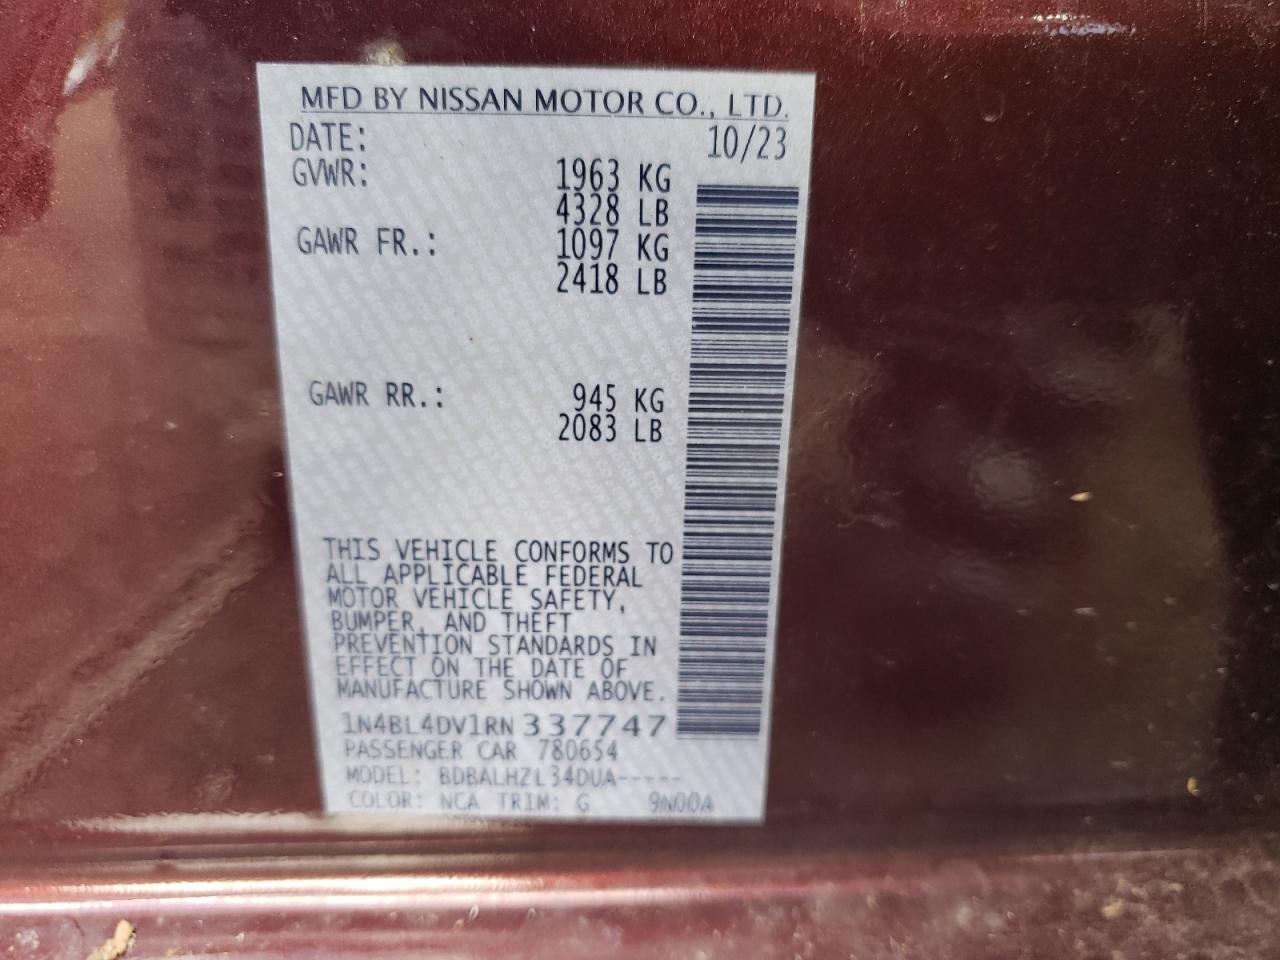 MFD BY NISSAN MOTOR CO., LTD.
DATE: 10/23
GVWR: 1963 KG
4328 LB
GAWR FR.: 1097 KG
2418 LB
GAWR RR.: 945 KG
2083 LB
THIS VEHICLE CONFORMS TO
ALL APPLICABLE FEDERAL
MOTOR VEHICLE SAFETY,
BUMPER, AND THEFT
PREVENTION STANDARDS IN
EFFECT ON THE DATE OF
MANUFACTURE SHOWN ABOVE.
1N4BL4DV1RN337747
PASSENGER CAR 780654
MODEL: BDBALHZL34DUA-----
COLOR: NCA TRIM: G 9N00A